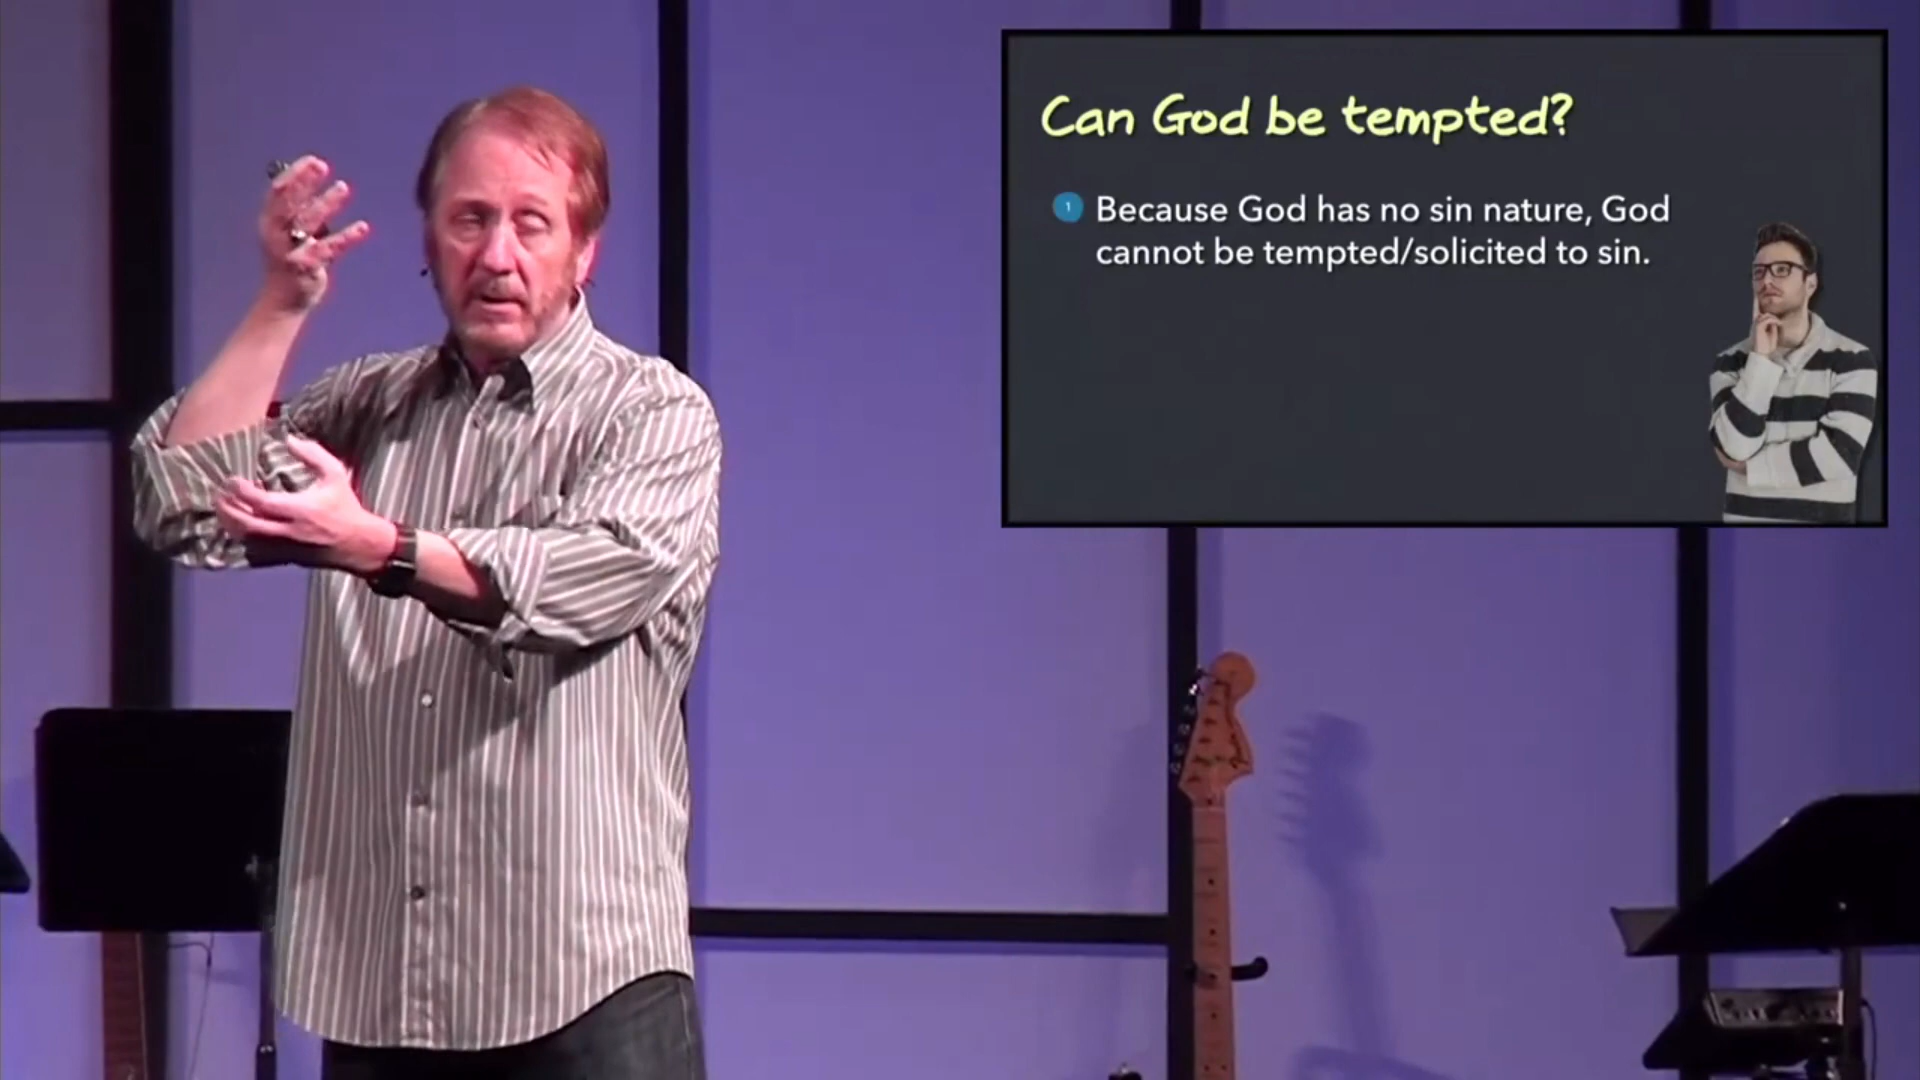 Can God be tempted?
1 Because God has no sin nature, God
cannot be tempted/solicited to sin.